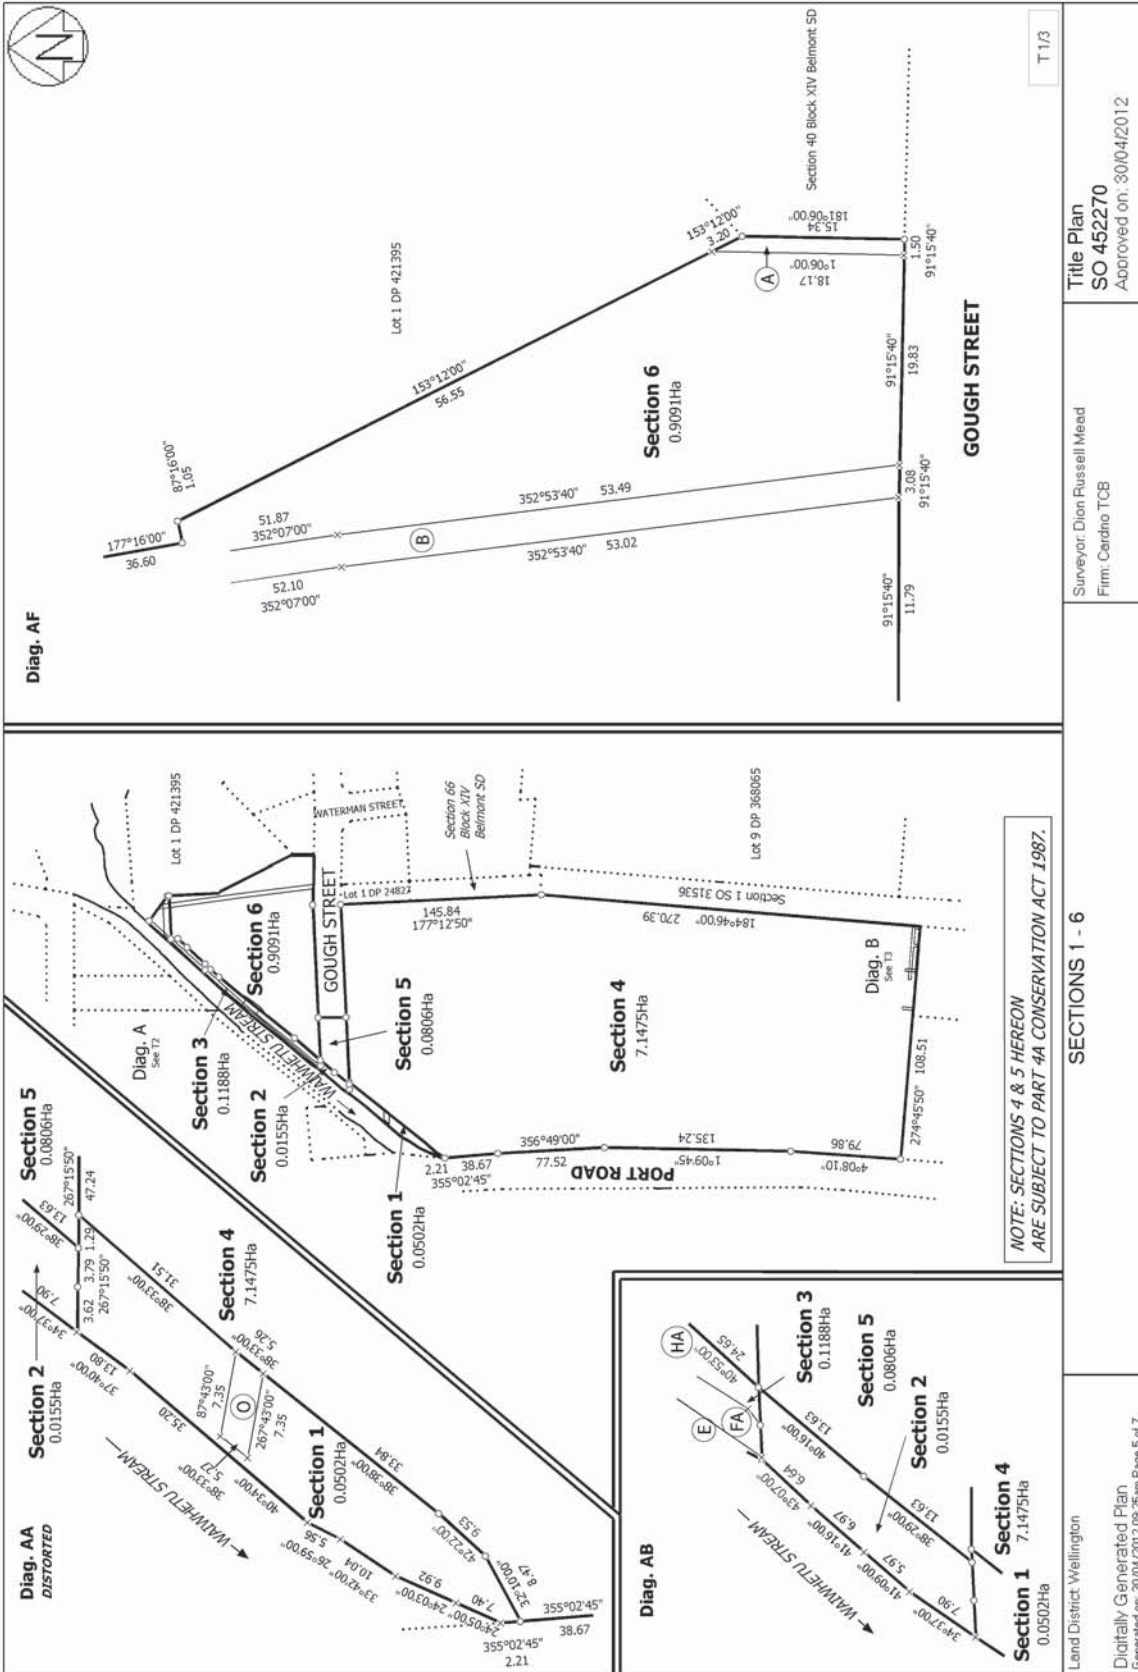 Diag. AA
DISTORTED
Section 2
0.0155Ha
Section 5
0.0806Ha
34°37'00"
7.90
38°29'00"
13.63
267°15'50"
47.24
3.62
3.79
1.29
267°15'50"
37°40'00"
13.80
35.20
38°33'00"
31.51
Section 4
7.1475Ha
87°43'00"
7.35
O
38°33'00"
5.26
267°43'00"
7.35
38°33'00"
5.27
40°34'00"
WAIWHETU STREAM
Section 1
0.0502Ha
38°38'00"
33.84
5.56
26°59'00"
10.04
33°42'00"
9.92
24°03'00"
7.40
24°05'00"
42°22'00"
9.53
32°10'00"
8.47
355°02'45"
2.21
355°02'45"
38.67
Diag. AB
HA
40°53'00"
24.65
E
FA
Section 3
0.1188Ha
Section 5
0.0806Ha
Section 2
0.0155Ha
43°07'00"
6.64
41°16'00"
6.97
41°09'00"
5.97
34°37'00"
7.90
40°16'00"
13.63
38°29'00"
13.63
WAIWHETU STREAM
Section 4
7.1475Ha
Section 1
0.0502Ha
Diag. A
See T2
Section 3
0.1188Ha
Section 2
0.0155Ha
Section 1
0.0502Ha
WAIWHETU STREAM
Lot 1 DP 421395
Section 6
0.9091Ha
GOUGH STREET
WATERMAN STREET
Lot 1 DP 24827
Section 66
Block XIV
Belmont SD
Section 5
0.0806Ha
145.84
177°12'50"
Section 4
7.1475Ha
2.21
38.67
355°02'45"
356°49'00"
77.52
PORT ROAD
135.24
1°09'45"
79.86
4°08'10"
270.39
184°46'00"
Section 1 SO 31536
Lot 9 DP 368065
Diag. B
See T3
274°45'50"
108.51
NOTE: SECTIONS 4 & 5 HEREON
ARE SUBJECT TO PART 4A CONSERVATION ACT 1987.
Diag. AF
177°16'00"
36.60
87°16'00"
1.05
Lot 1 DP 421395
153°12'00"
56.55
51.87
352°07'00"
52.10
352°07'00"
B
352°53'40"
53.49
352°53'40"
53.02
Section 6
0.9091Ha
153°12'00"
3.20
A
18.17
1°06'00"
15.34
181°06'00"
Section 40 Block XIV Belmont SD
91°15'40"
11.79
3.08
91°15'40"
91°15'40"
19.83
1.50
91°15'40"
GOUGH STREET
T 1/3
Land District: Wellington
Digitally Generated Plan
Generated on: 30/04/2012 09:25am Page 5 of 7
SECTIONS 1 - 6
Surveyor: Dion Russell Mead
Firm: Cardno TCB
Title Plan
SO 452270
Approved on: 30/04/2012
N